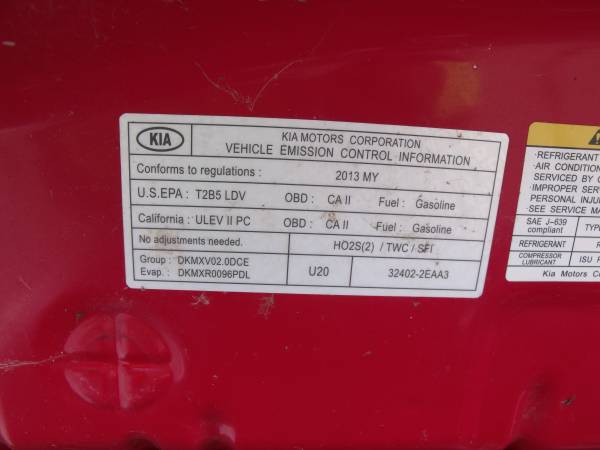 KIA
KIA MOTORS CORPORATION
VEHICLE EMISSION CONTROL INFORMATION
Conforms to regulations : 2013 MY
U.S.EPA : T2B5 LDV OBD : CA II Fuel : Gasoline
California : ULEV II PC OBD : CA II Fuel : Gasoline
No adjustments needed. HO2S(2) / TWC / SFI
Group : DKMXV02.0DCE
Evap. : DKMXR0096PDL
U20 32402-2EAA3
REFRIGERANT
AIR CONDITION
SERVICED BY
IMPROPER SER
PERSONAL INJU
SEE SERVICE MA
SAE J-639
compliant
TYPE
REFRIGERANT R
COMPRESSOR
LUBRICANT
ISU
Kia Motors C